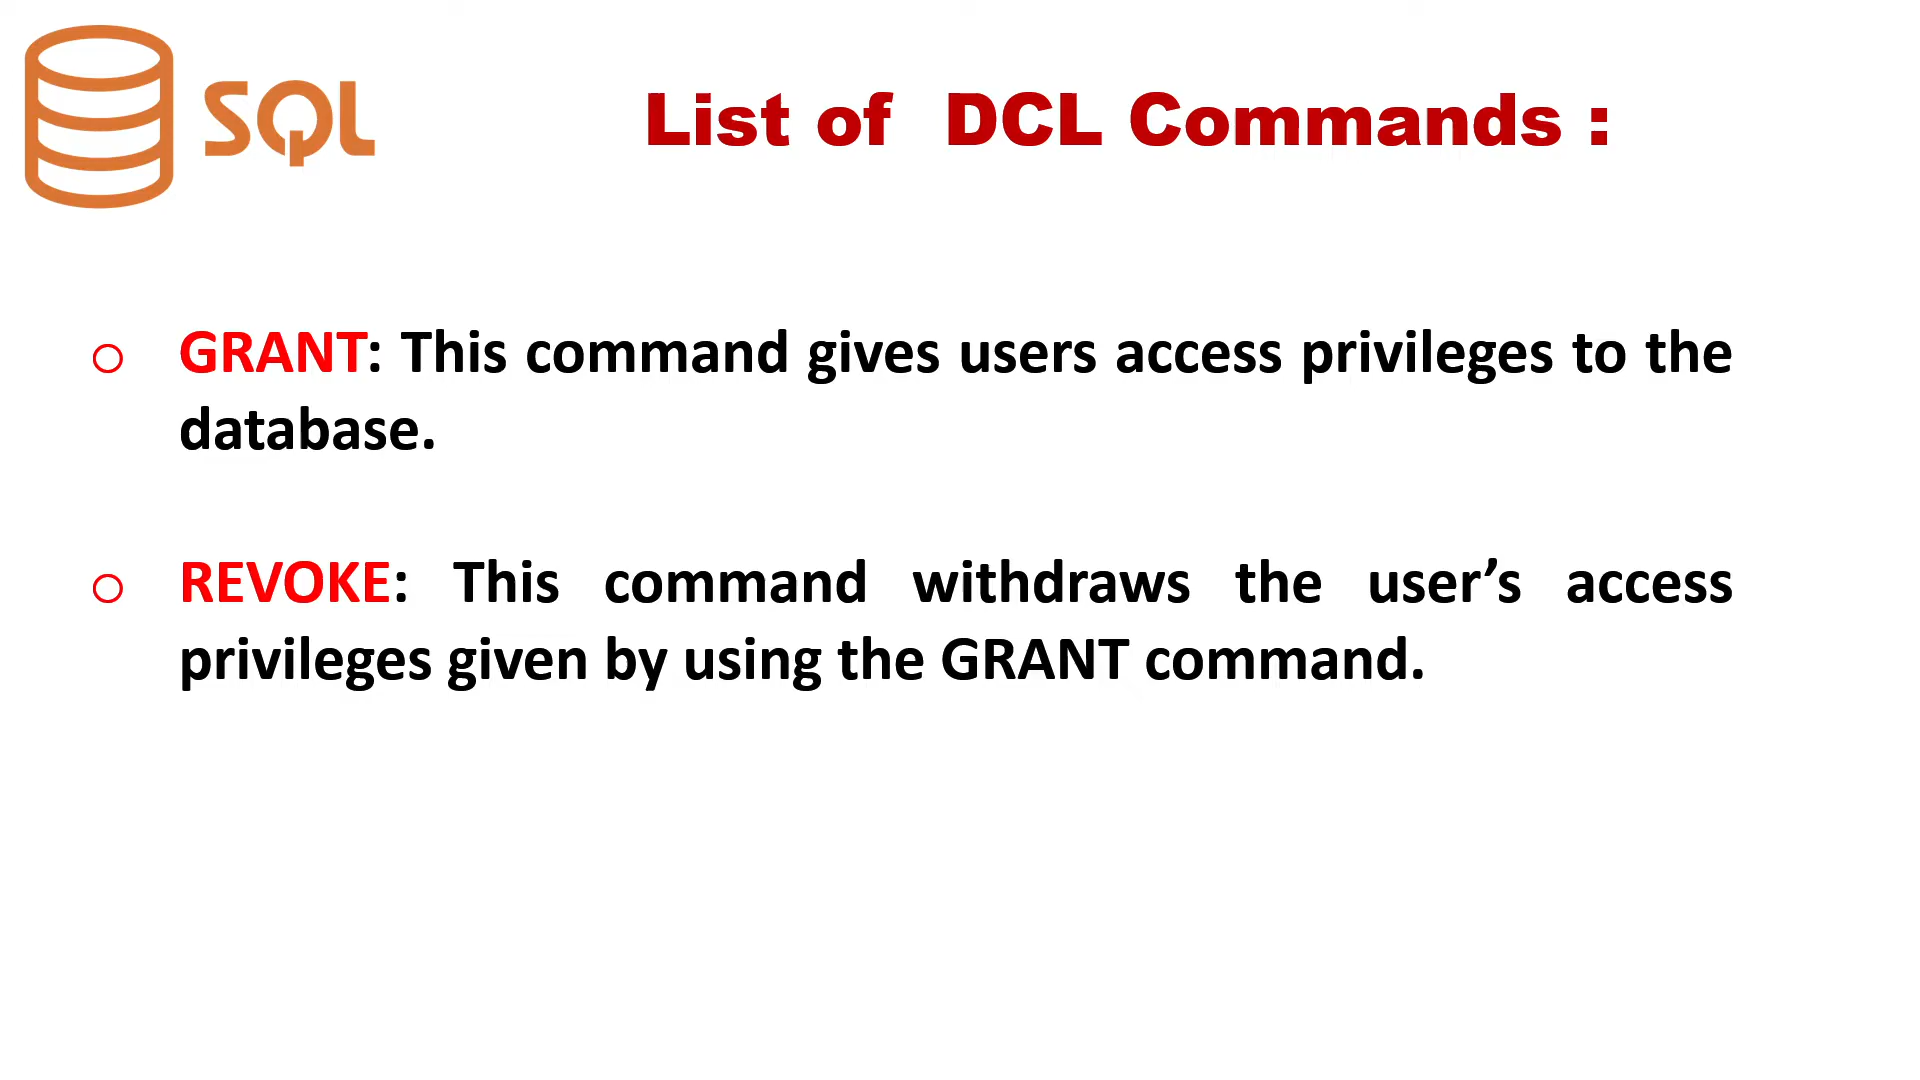 SQL
List of  DCL Commands :
o GRANT: This command gives users access privileges to the
database.
o REVOKE: This command withdraws the user’s access
privileges given by using the GRANT command.